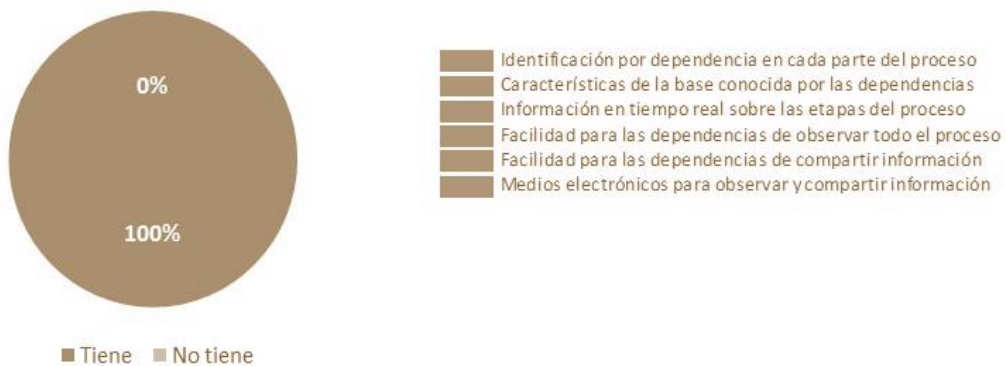 0%
100%
Tiene No tiene
Identificación por dependencia en cada parte del proceso
Características de la base conocida por las dependencias
Información en tiempo real sobre las etapas del proceso
Facilidad para las dependencias de observar todo el proceso
Facilidad para las dependencias de compartir información
Medios electrónicos para observar y compartir información